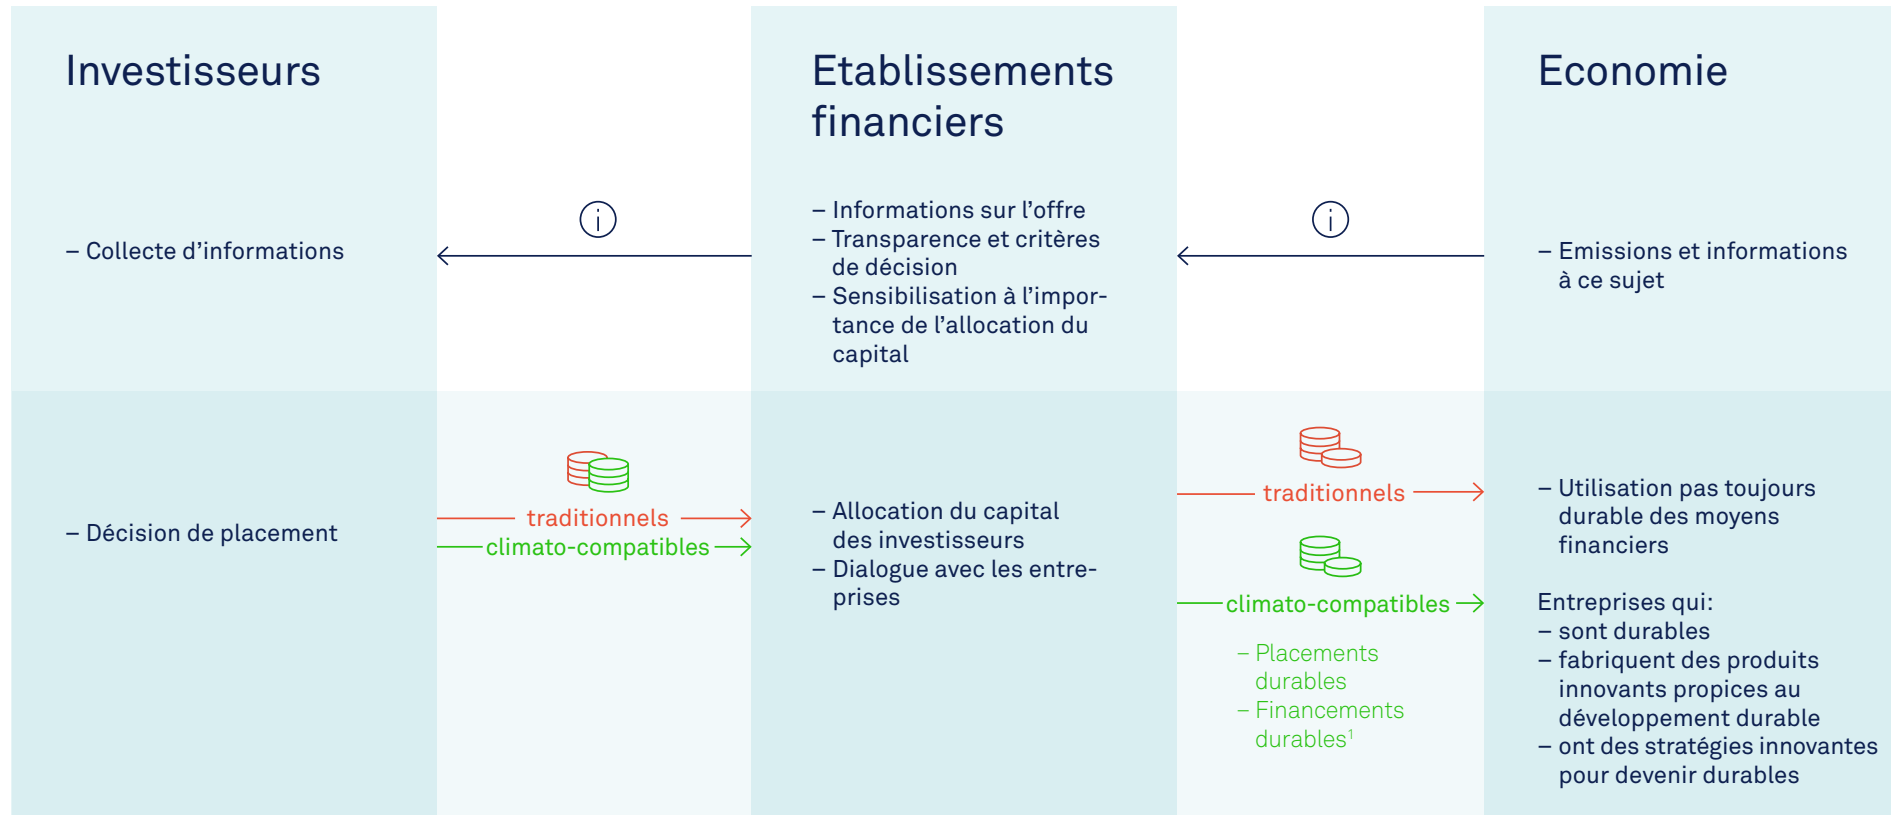 Investisseurs
– Collecte d’informations
– Décision de placement
traditionnels
climato-compatibles
Etablissements
financiers
– Informations sur l’offre
– Transparence et critères
de décision
– Sensibilisation à l’impor-
tance de l’allocation du
capital
– Allocation du capital
des investisseurs
– Dialogue avec les entre-
prises
traditionnels
climato-compatibles
– Placements
durables
– Financements
durables¹
Economie
– Emissions et informations
à ce sujet
– Utilisation pas toujours
durable des moyens
financiers
Entreprises qui:
– sont durables
– fabriquent des produits
innovants propices au
développement durable
– ont des stratégies innovantes
pour devenir durables